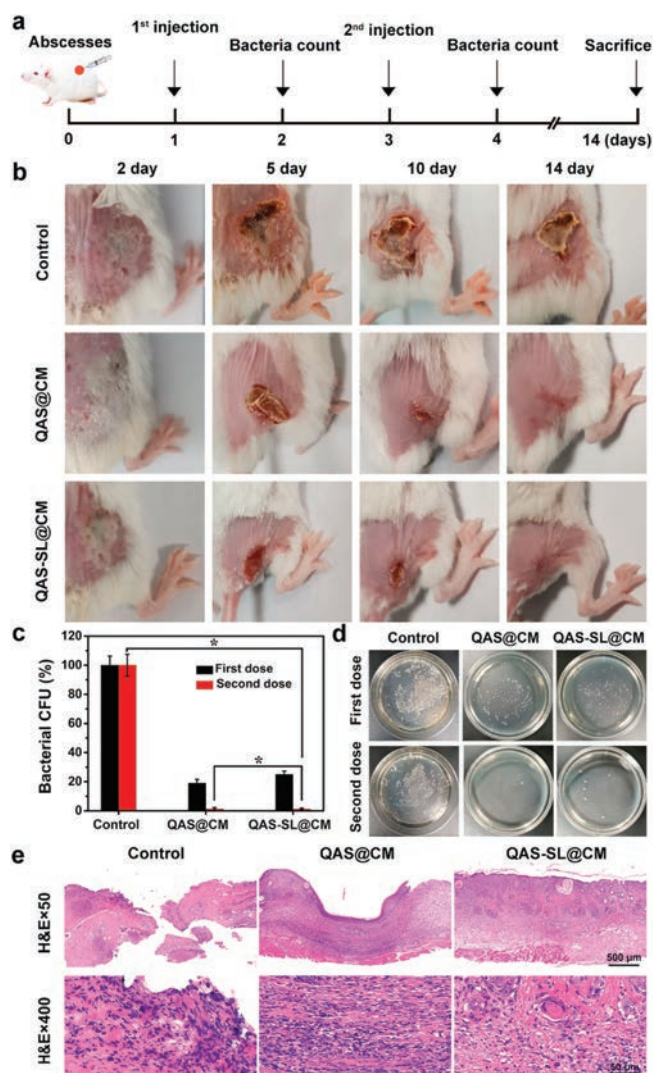 a
Abscesses
1st injection
Bacteria count
2nd injection
Bacteria count
Sacrifice
0
1
2
3
4
14 (days)
b
2 day
5 day
10 day
14 day
Control
QAS@CM
QAS-SL@CM
c
Bacterial CFU (%)
120
100
80
60
40
20
0
*
First dose
Second dose
*
Control
QAS@CM
QAS-SL@CM
d
Control
QAS@CM
QAS-SL@CM
First dose
Second dose
e
Control
QAS@CM
QAS-SL@CM
H&E×50
500 μm
H&E×400
50 μm